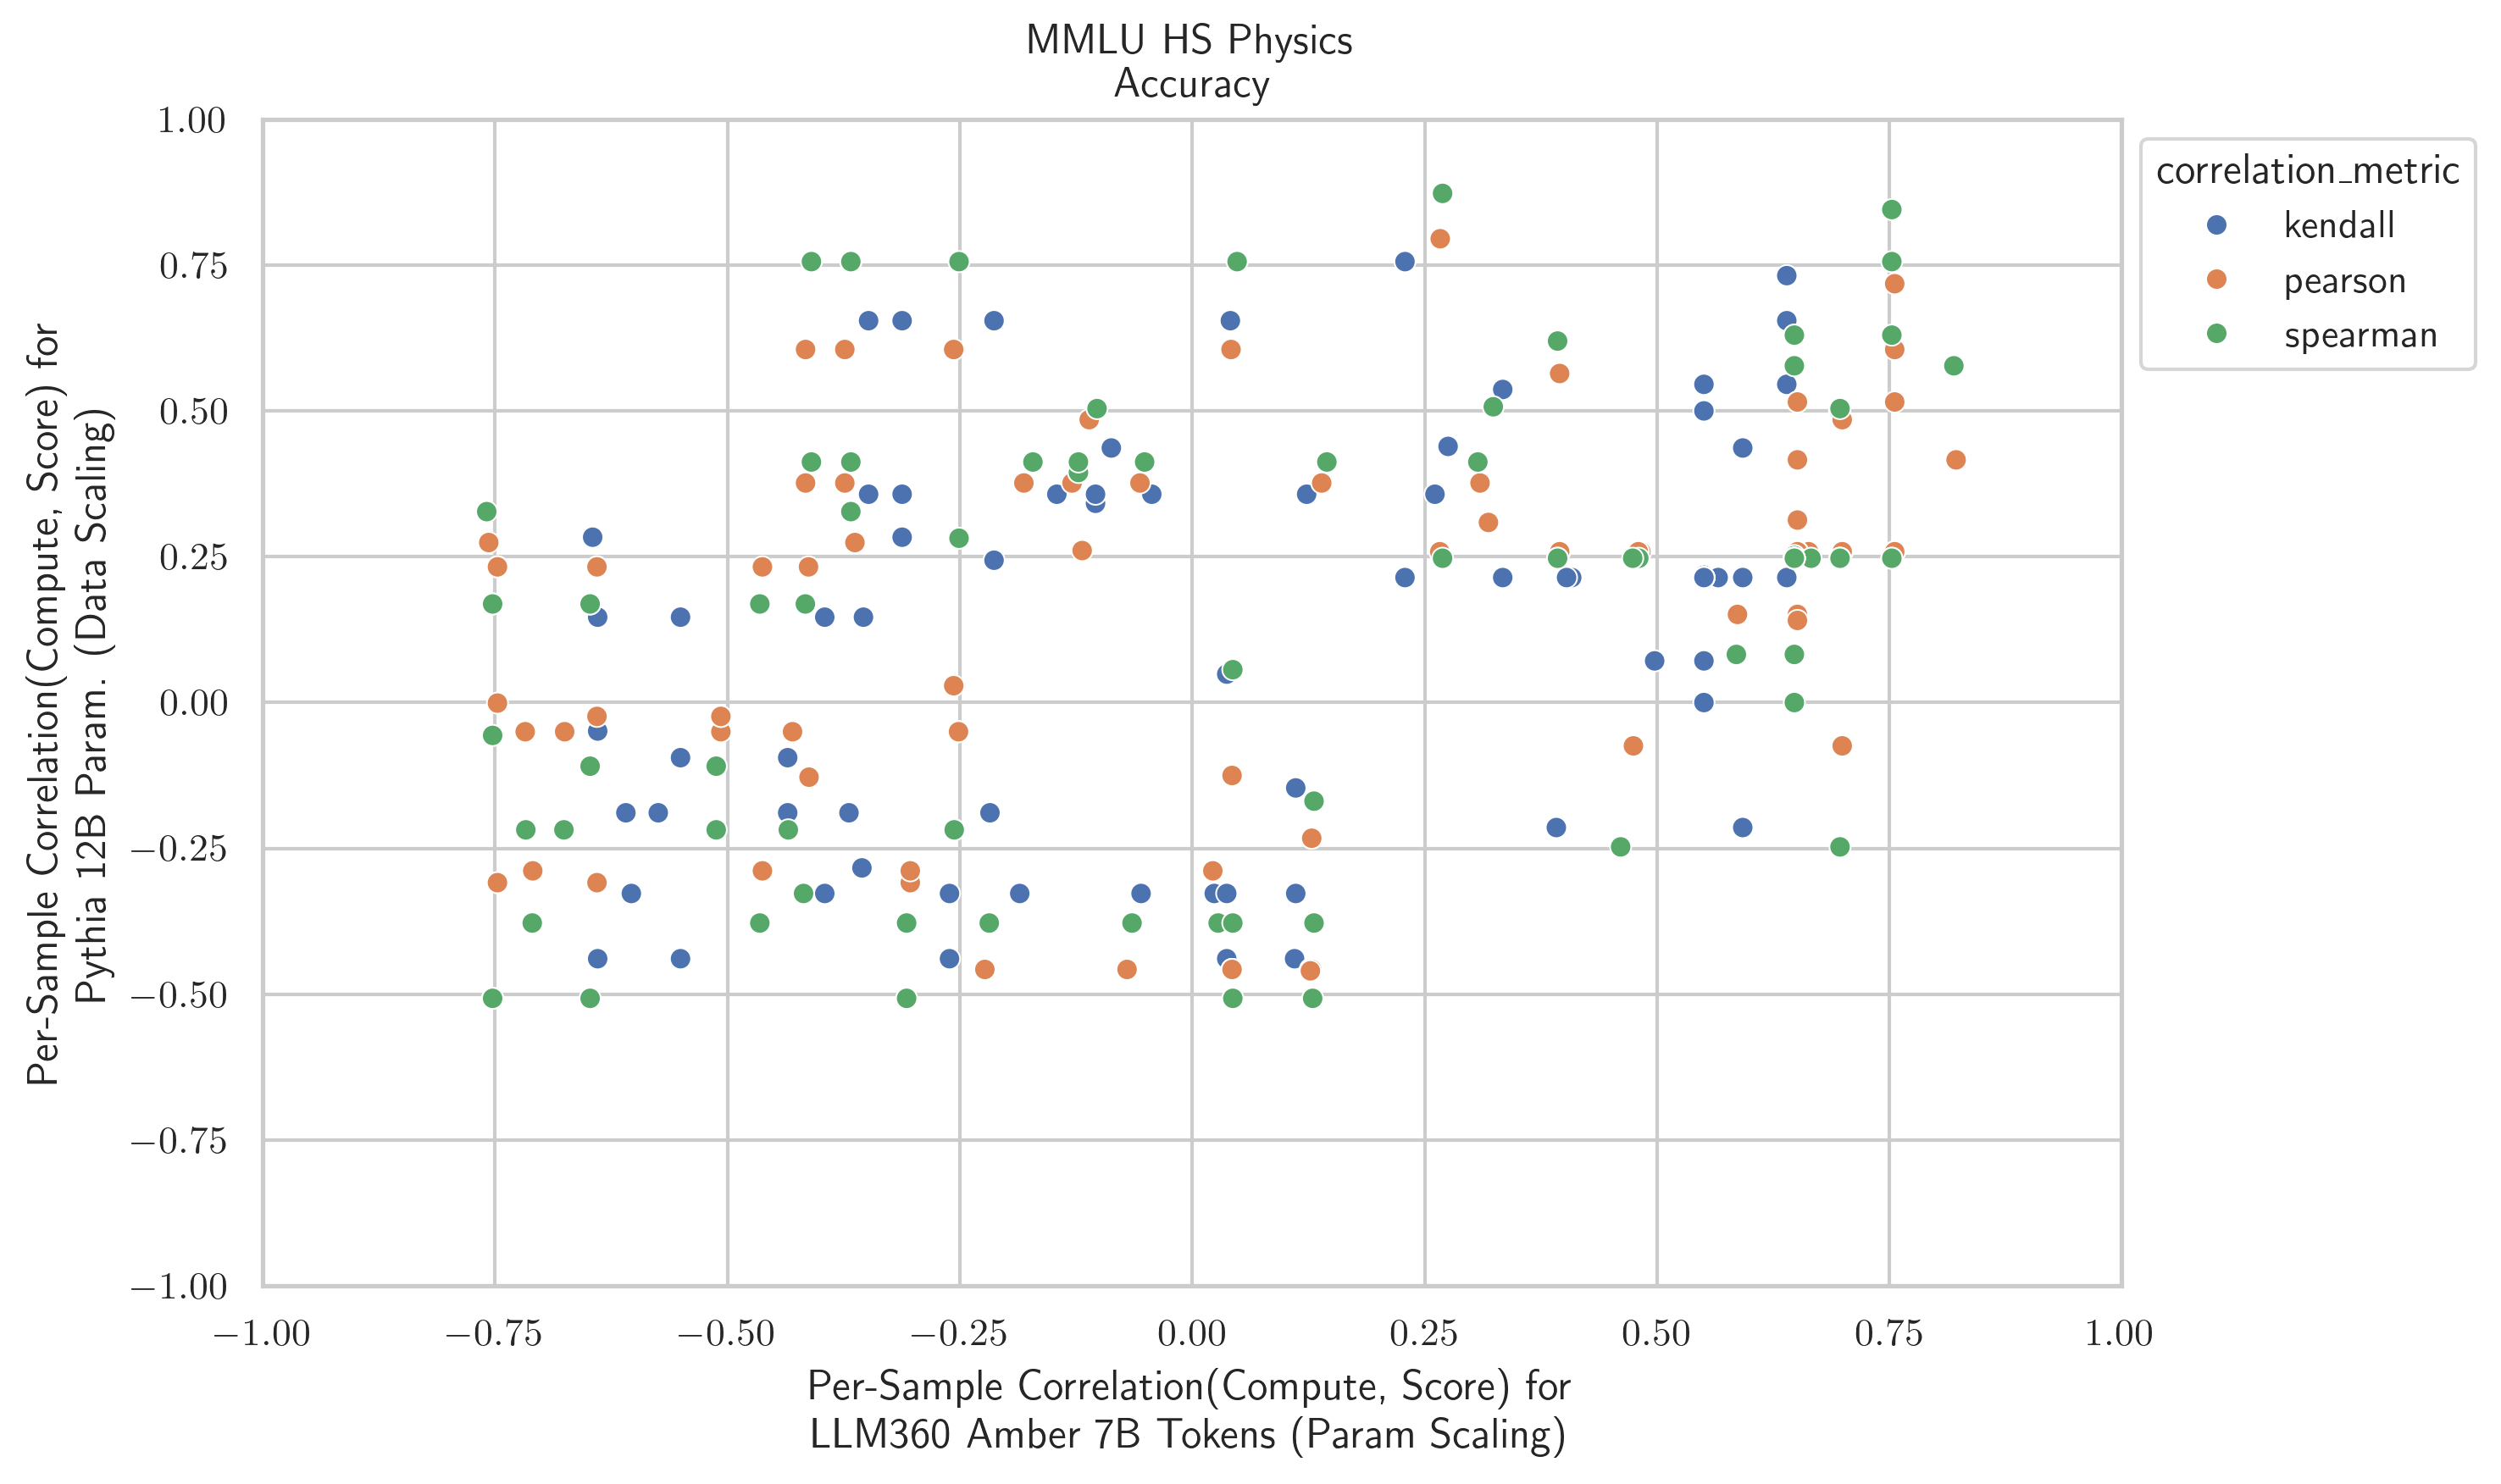 MMLU HS Physics
Accuracy
1.00
0.75
0.50
0.25
0.00
−0.25
−0.50
−0.75
−1.00
Per-Sample Correlation(Compute, Score) for
Pythia 12B Param. (Data Scaling)
−1.00 −0.75 −0.50 −0.25 0.00 0.25 0.50 0.75 1.00
Per-Sample Correlation(Compute, Score) for
LLM360 Amber 7B Tokens (Param Scaling)
correlation_metric
kendall
pearson
spearman